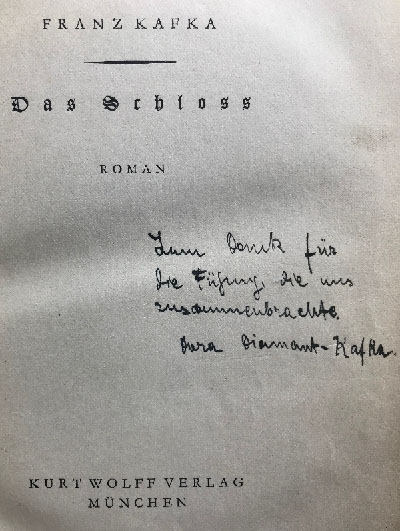 FRANZ KAFKA
Das Schloss
ROMAN
Zum Dank für
die Fügung, die uns
zusammenbrachte.
Dora Diamant-Kafka.
KURT WOLFF VERLAG
MÜNCHEN